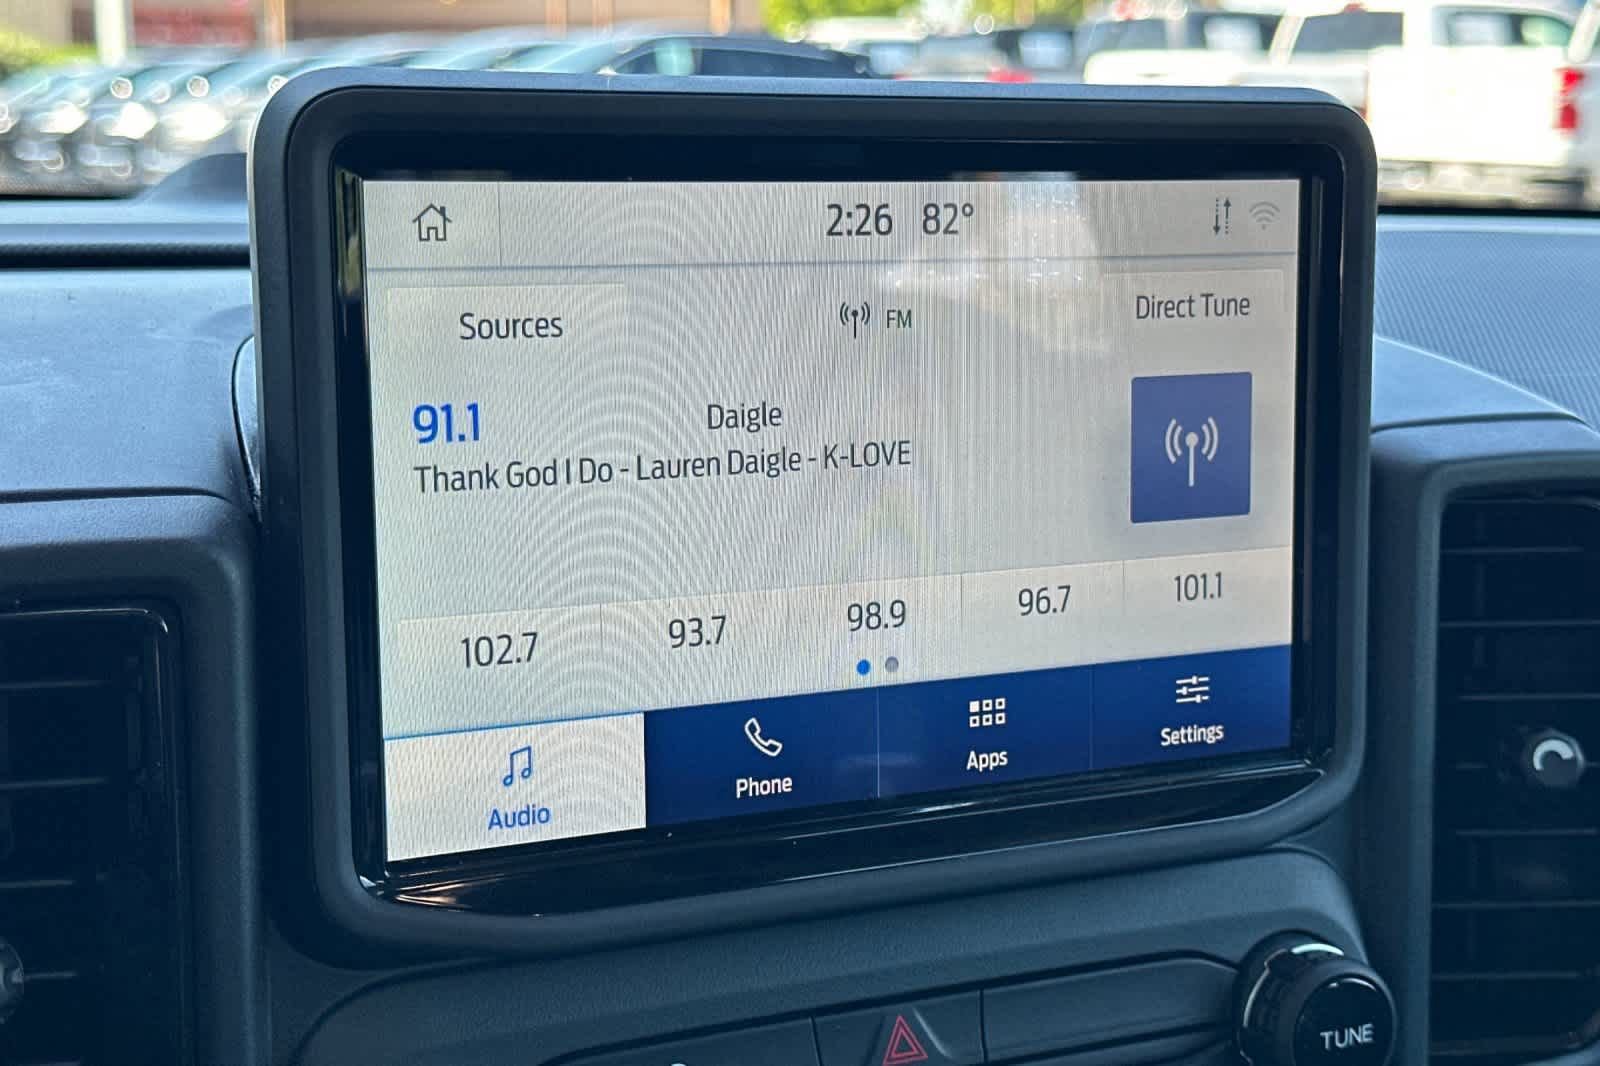 2:26 82°
Sources
FM
Direct Tune
91.1
Daigle
Thank God I Do - Lauren Daigle - K-LOVE
102.7
93.7
98.9
96.7
101.1
Audio
Phone
Apps
Settings
TUNE